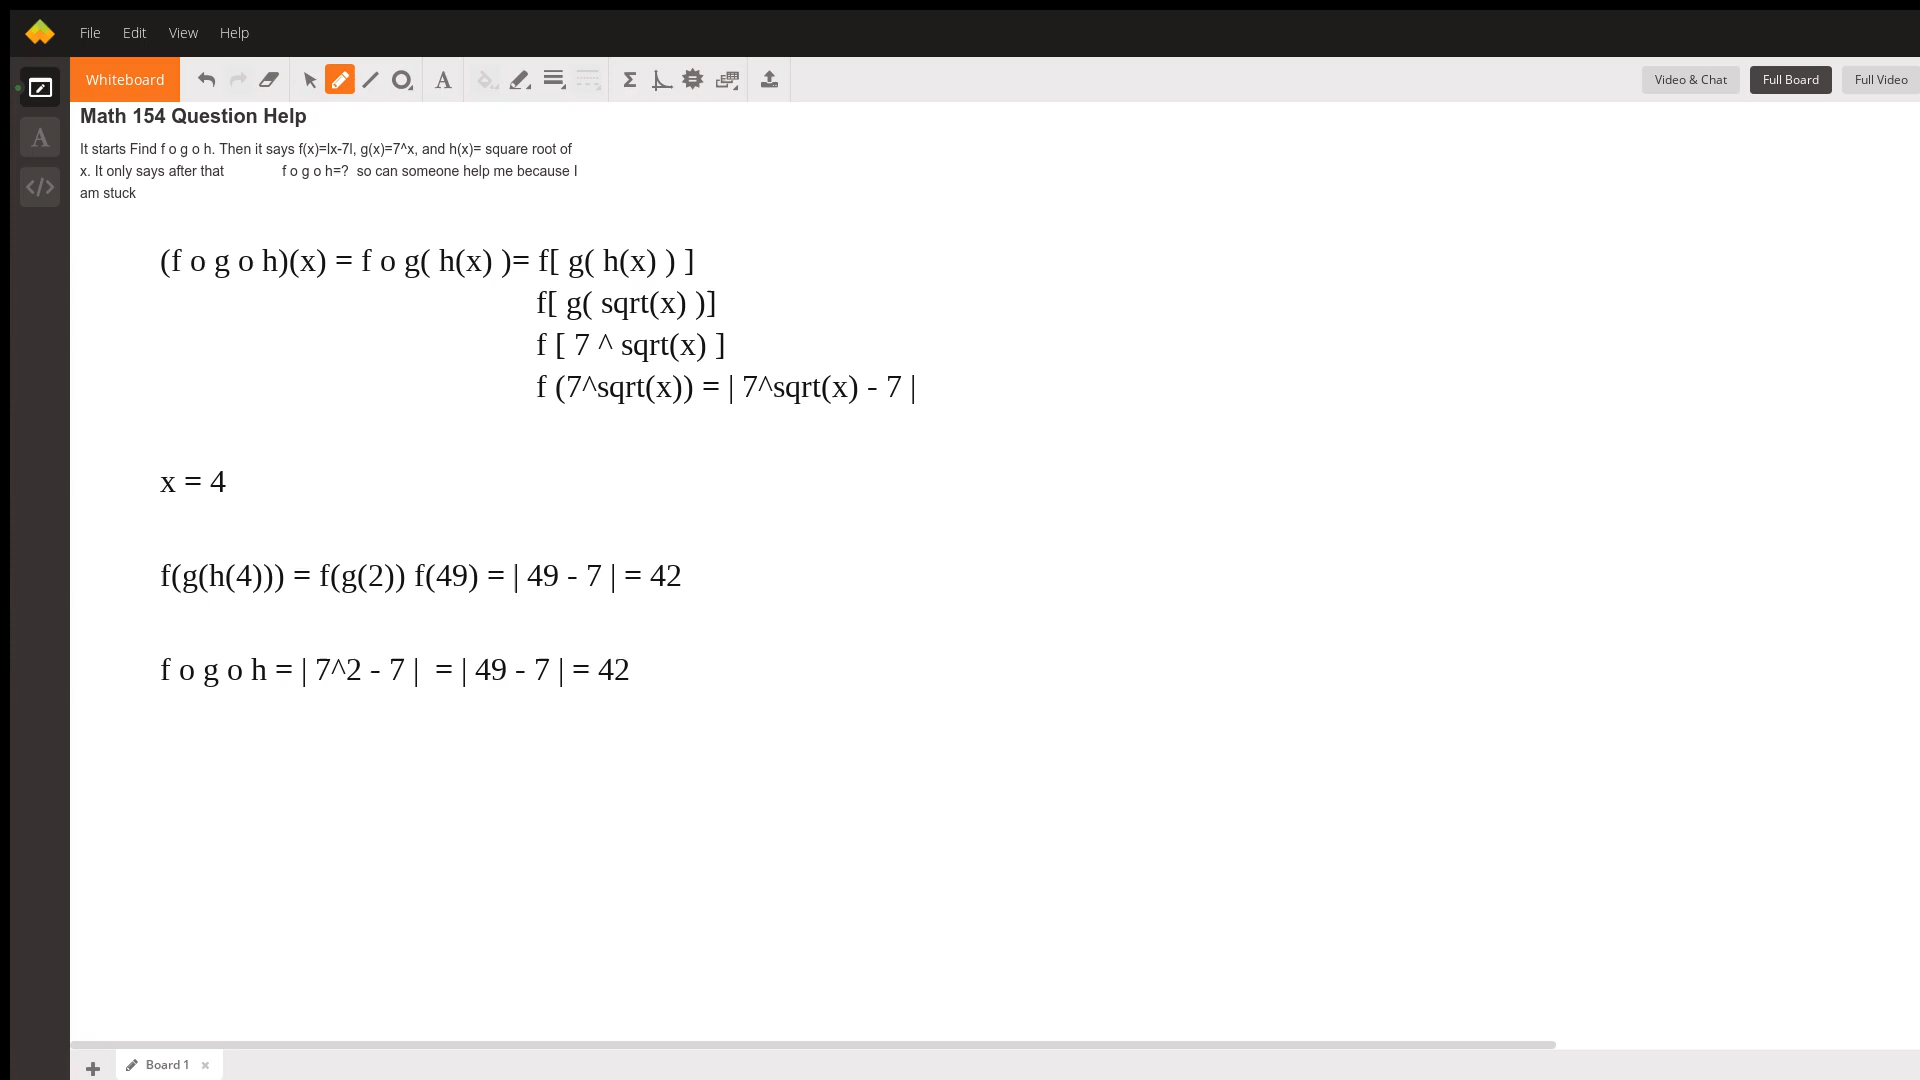 File Edit View Help
Whiteboard A Σ Video & Chat Full Board Full Video
A
</>
Math 154 Question Help
It starts Find f o g o h. Then it says f(x)=lx-7l, g(x)=7^x, and h(x)= square root of
x. It only says after that f o g o h=? so can someone help me because I
am stuck
(f o g o h)(x) = f o g( h(x) )= f[ g( h(x) ) ]
f[ g( sqrt(x) )]
f [ 7 ^ sqrt(x) ]
f (7^sqrt(x)) = | 7^sqrt(x) - 7 |
x = 4
f(g(h(4))) = f(g(2)) f(49) = | 49 - 7 | = 42
f o g o h = | 7^2 - 7 | = | 49 - 7 | = 42
Board 1